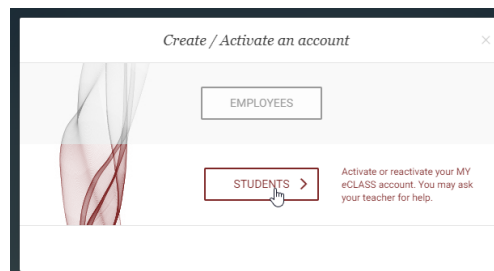 Create / Activate an account
EMPLOYEES
STUDENTS
Activate or reactivate your MY
eCLASS account. You may ask
your teacher for help.